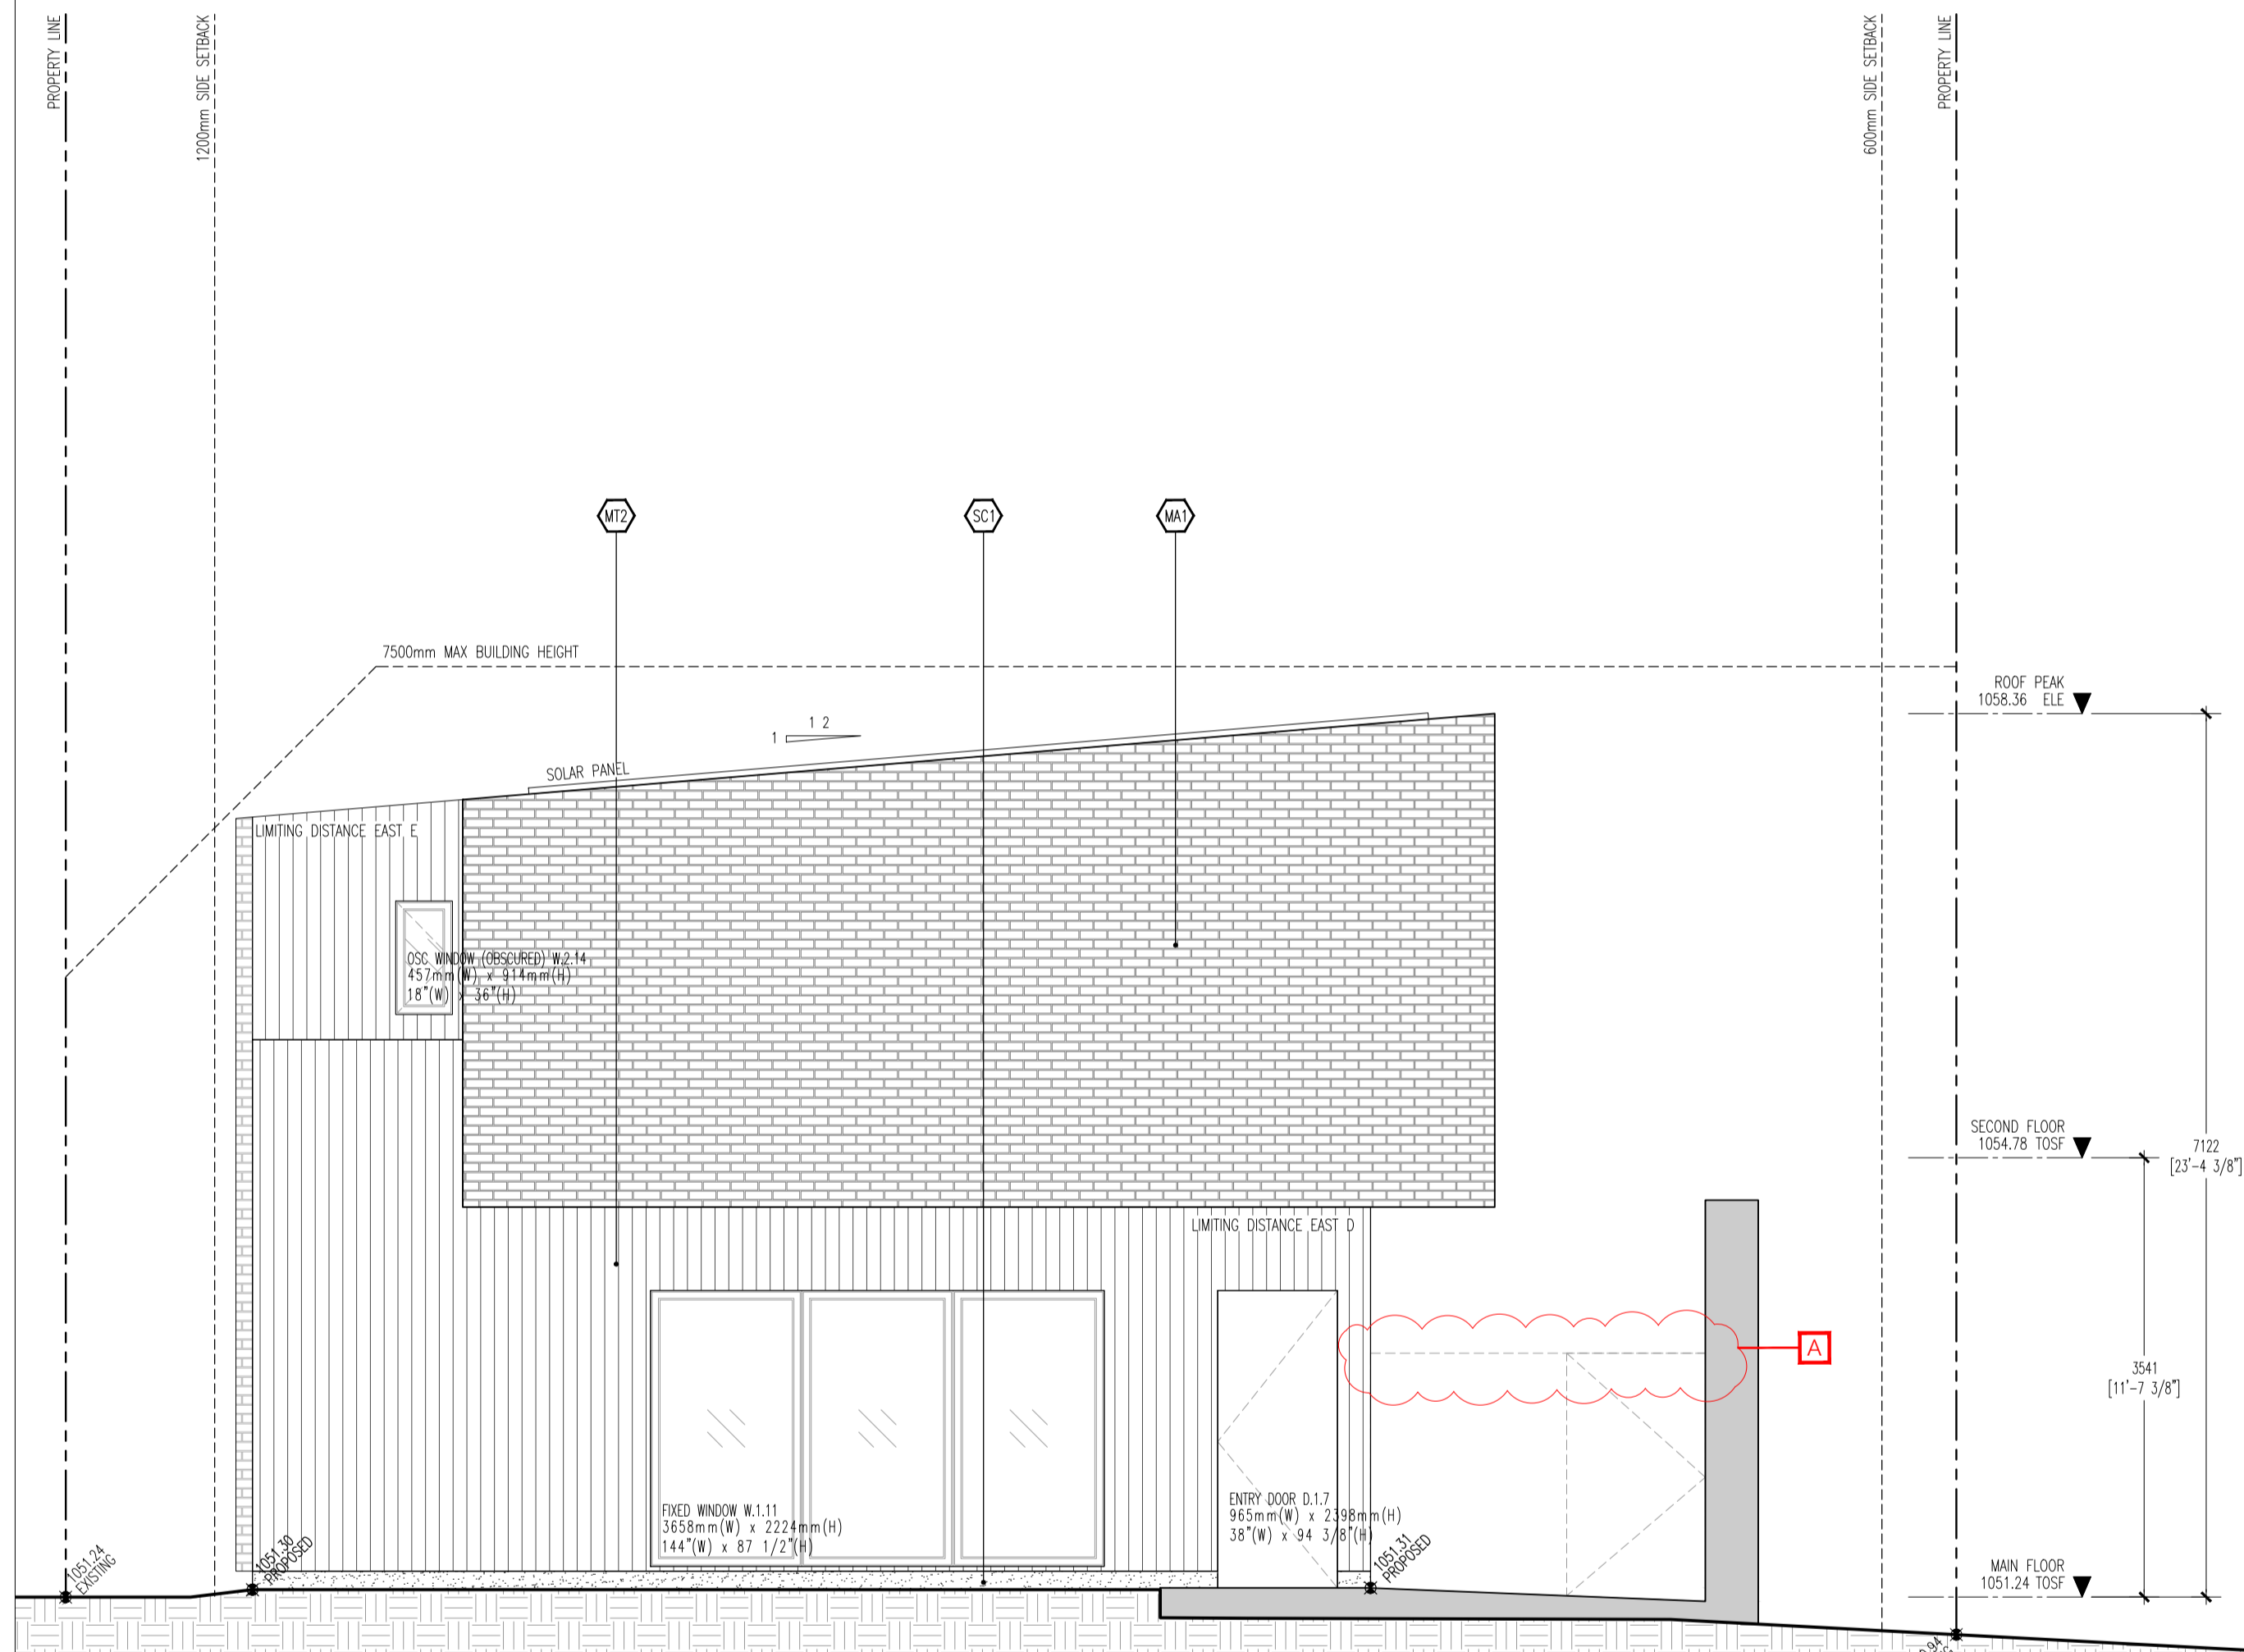 PROPERTY LINE
1200mm SIDE SETBACK
600mm SIDE SETBACK
PROPERTY LINE
MT2
SC1
MA1
7500mm MAX BUILDING HEIGHT
ROOF PEAK
1058.36 ELE
1 2
1
SOLAR PANEL
LIMITING DISTANCE EAST E
OSC WINDOW (OBSCURED) W.2.14
457mm(W) x 914mm(H)
18"(W) x 36"(H)
SECOND FLOOR
1054.78 TOSF
7122
[23'-4 3/8"]
LIMITING DISTANCE EAST D
A
3541
[11'-7 3/8"]
FIXED WINDOW W.1.11
3658mm(W) x 2224mm(H)
144"(W) x 87 1/2"(H)
ENTRY DOOR D.1.7
965mm(W) x 2398mm(H)
38"(W) x 94 3/8"(H)
1051.24
EXISTING
1051.30
PROPOSED
1051.31
PROPOSED
MAIN FLOOR
1051.24 TOSF